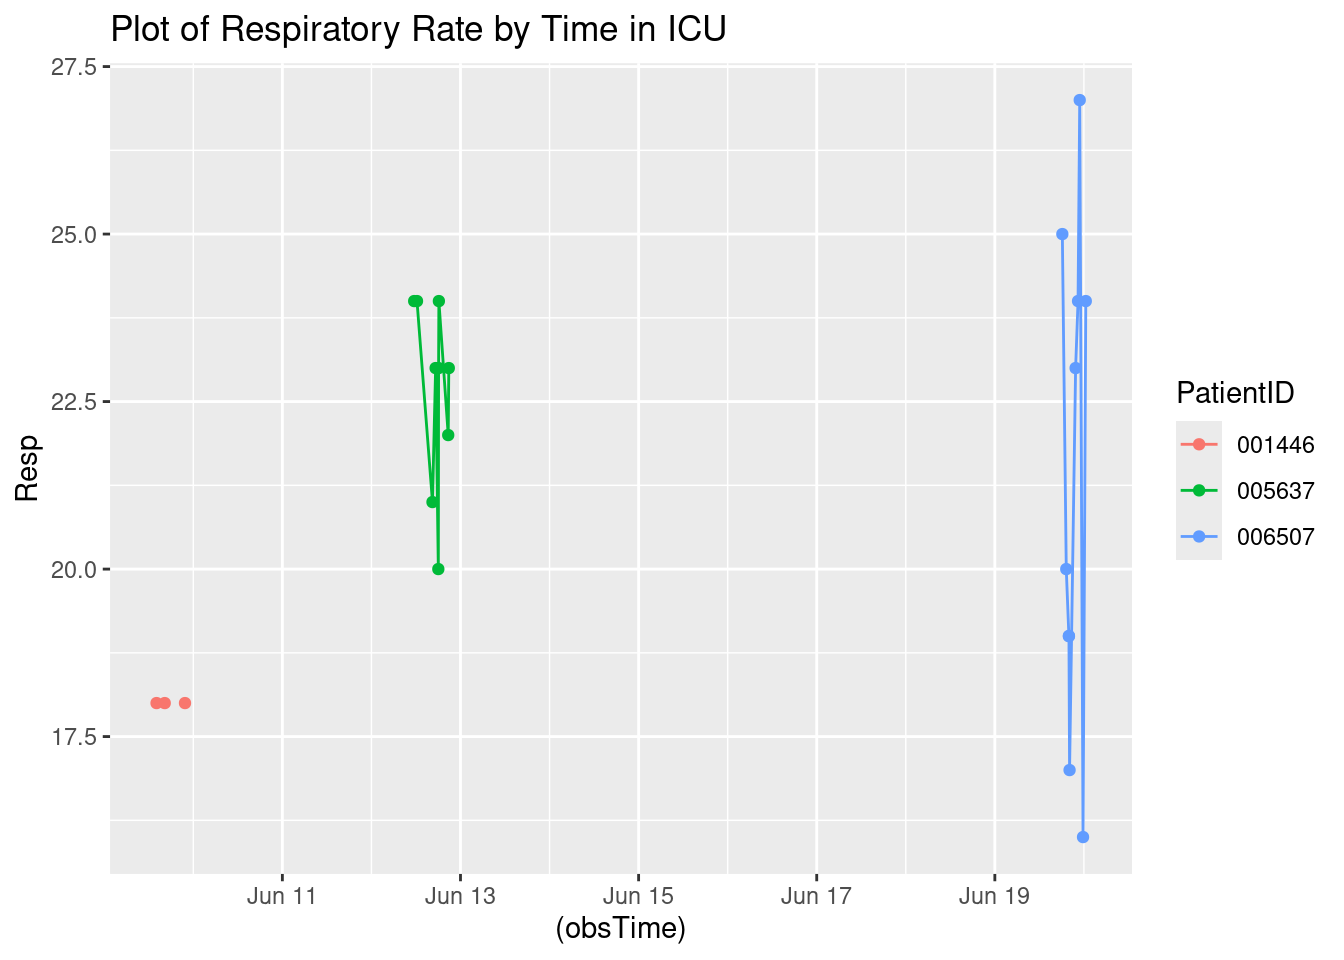 Plot of Respiratory Rate by Time in ICU
27.5
25.0
22.5
20.0
17.5
Resp
Jun 11 Jun 13 Jun 15 Jun 17 Jun 19
(obsTime)
PatientID
001446
005637
006507